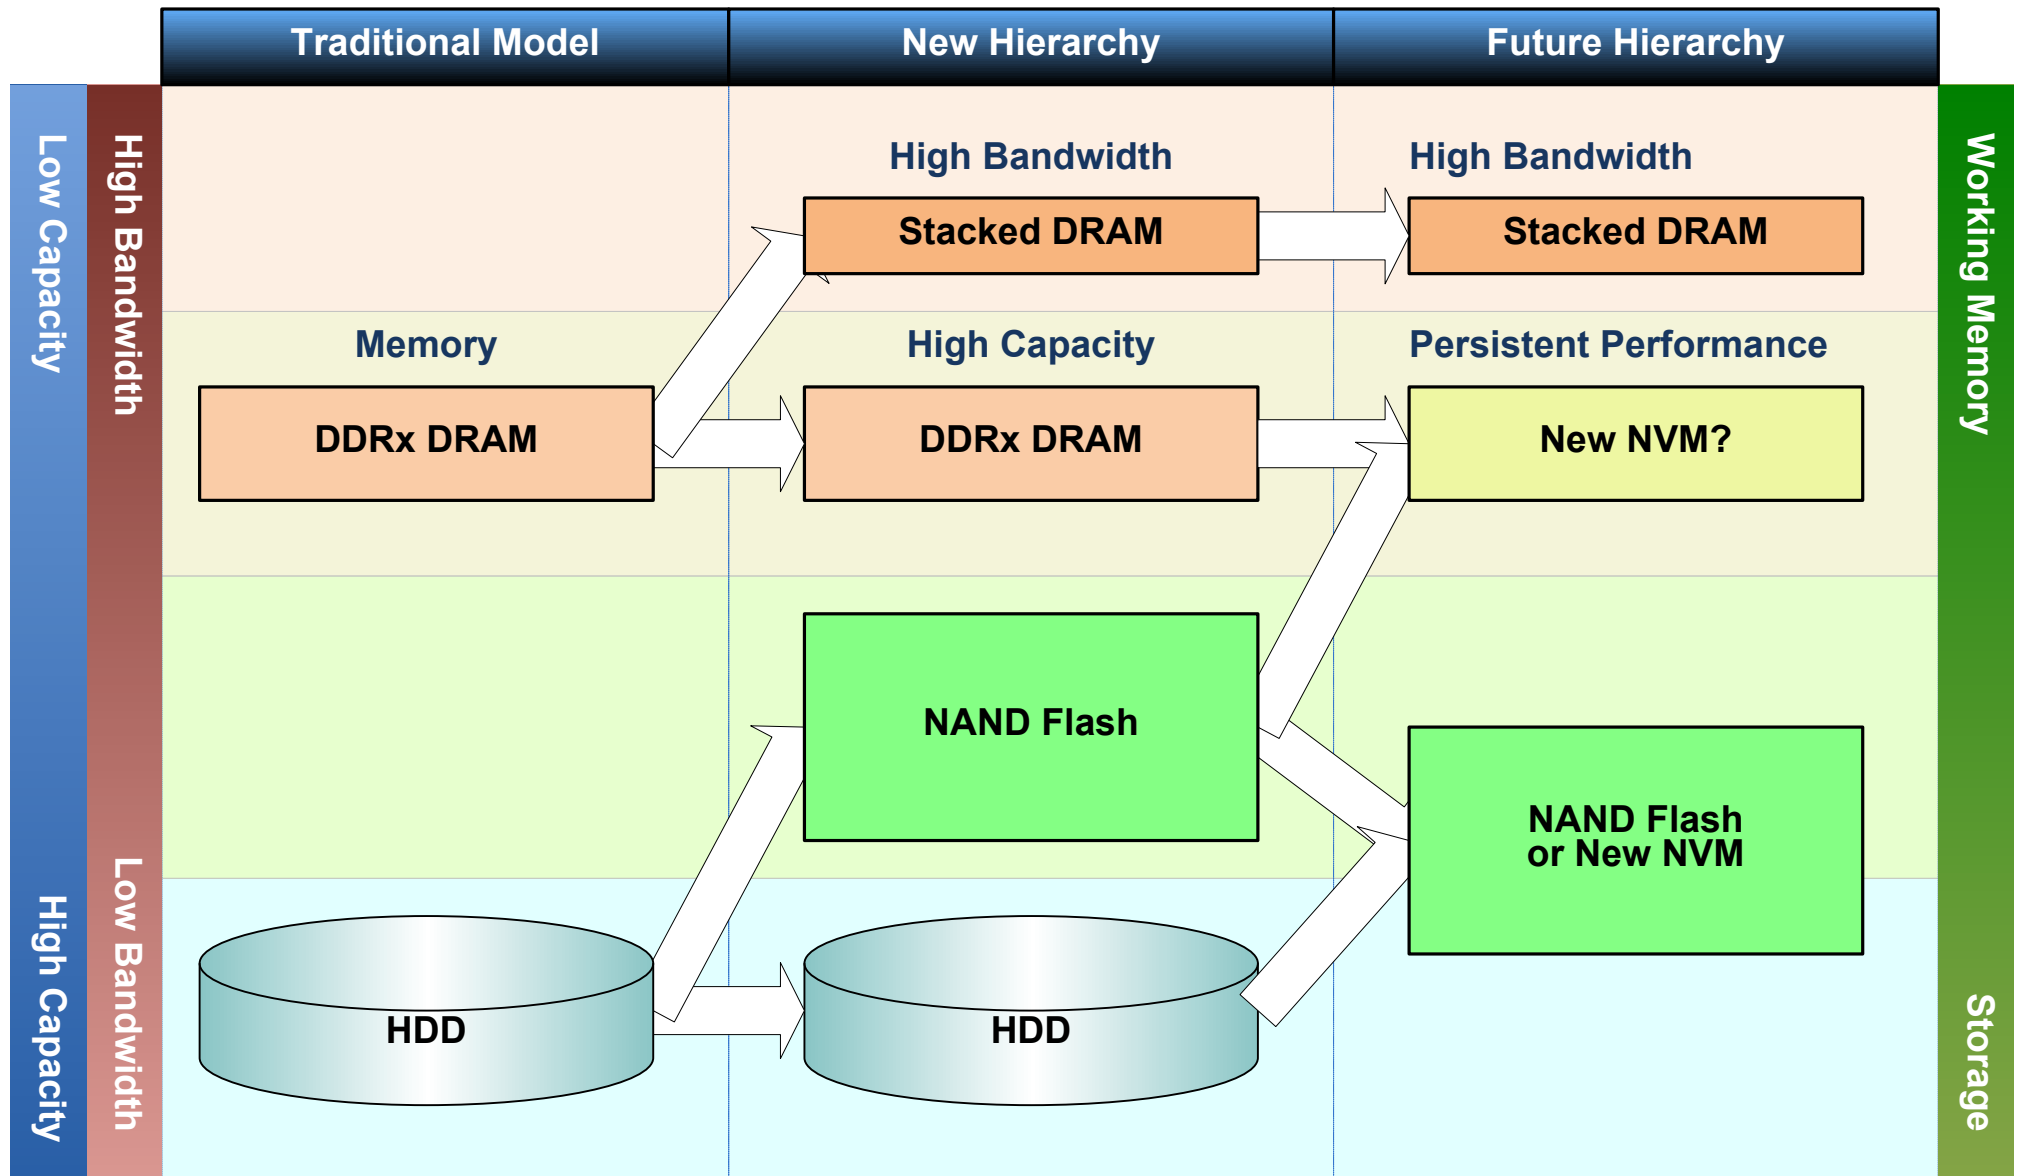 Traditional Model
New Hierarchy
Future Hierarchy
Low Capacity
High Capacity
High Bandwidth
Low Bandwidth
High Bandwidth
High Bandwidth
Stacked DRAM
Stacked DRAM
Memory
High Capacity
Persistent Performance
DDRx DRAM
DDRx DRAM
New NVM?
NAND Flash
NAND Flash
or New NVM
HDD
HDD
Working Memory
Storage